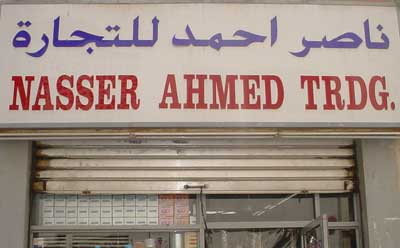 ناصر احمد للتجارة
NASSER AHMED TRDG.